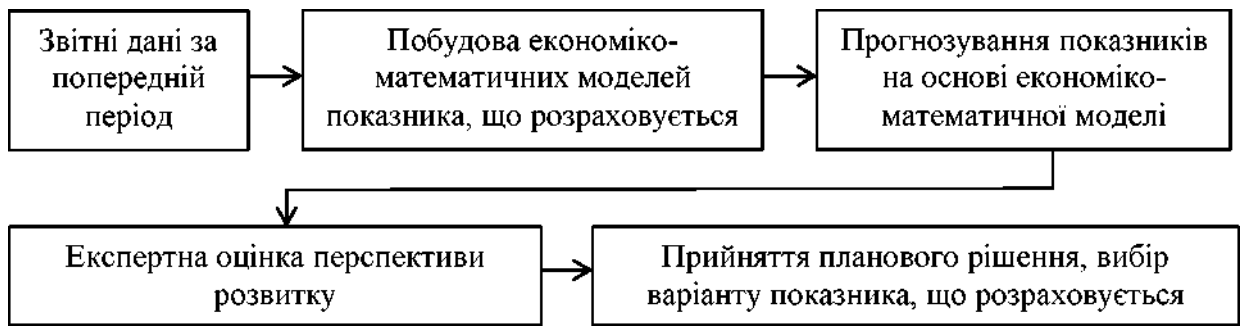 Звітні дані за
попередній
період
Побудова економіко-
математичних моделей
показника, що розраховується
Прогнозування показників
на основі економіко-
математичної моделі
Експертна оцінка перспективи
розвитку
Прийняття планового рішення, вибір
варіанту показника, що розраховується